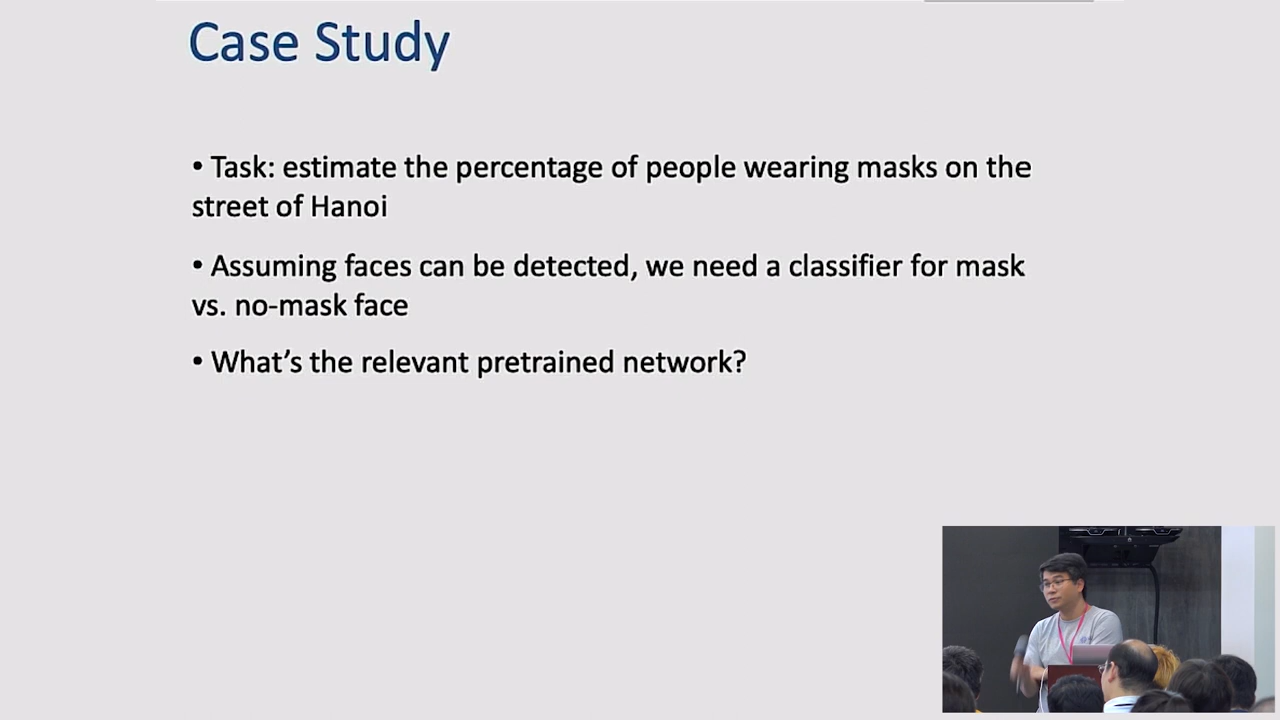 Case Study
• Task: estimate the percentage of people wearing masks on the
street of Hanoi
• Assuming faces can be detected, we need a classifier for mask
vs. no-mask face
• What’s the relevant pretrained network?